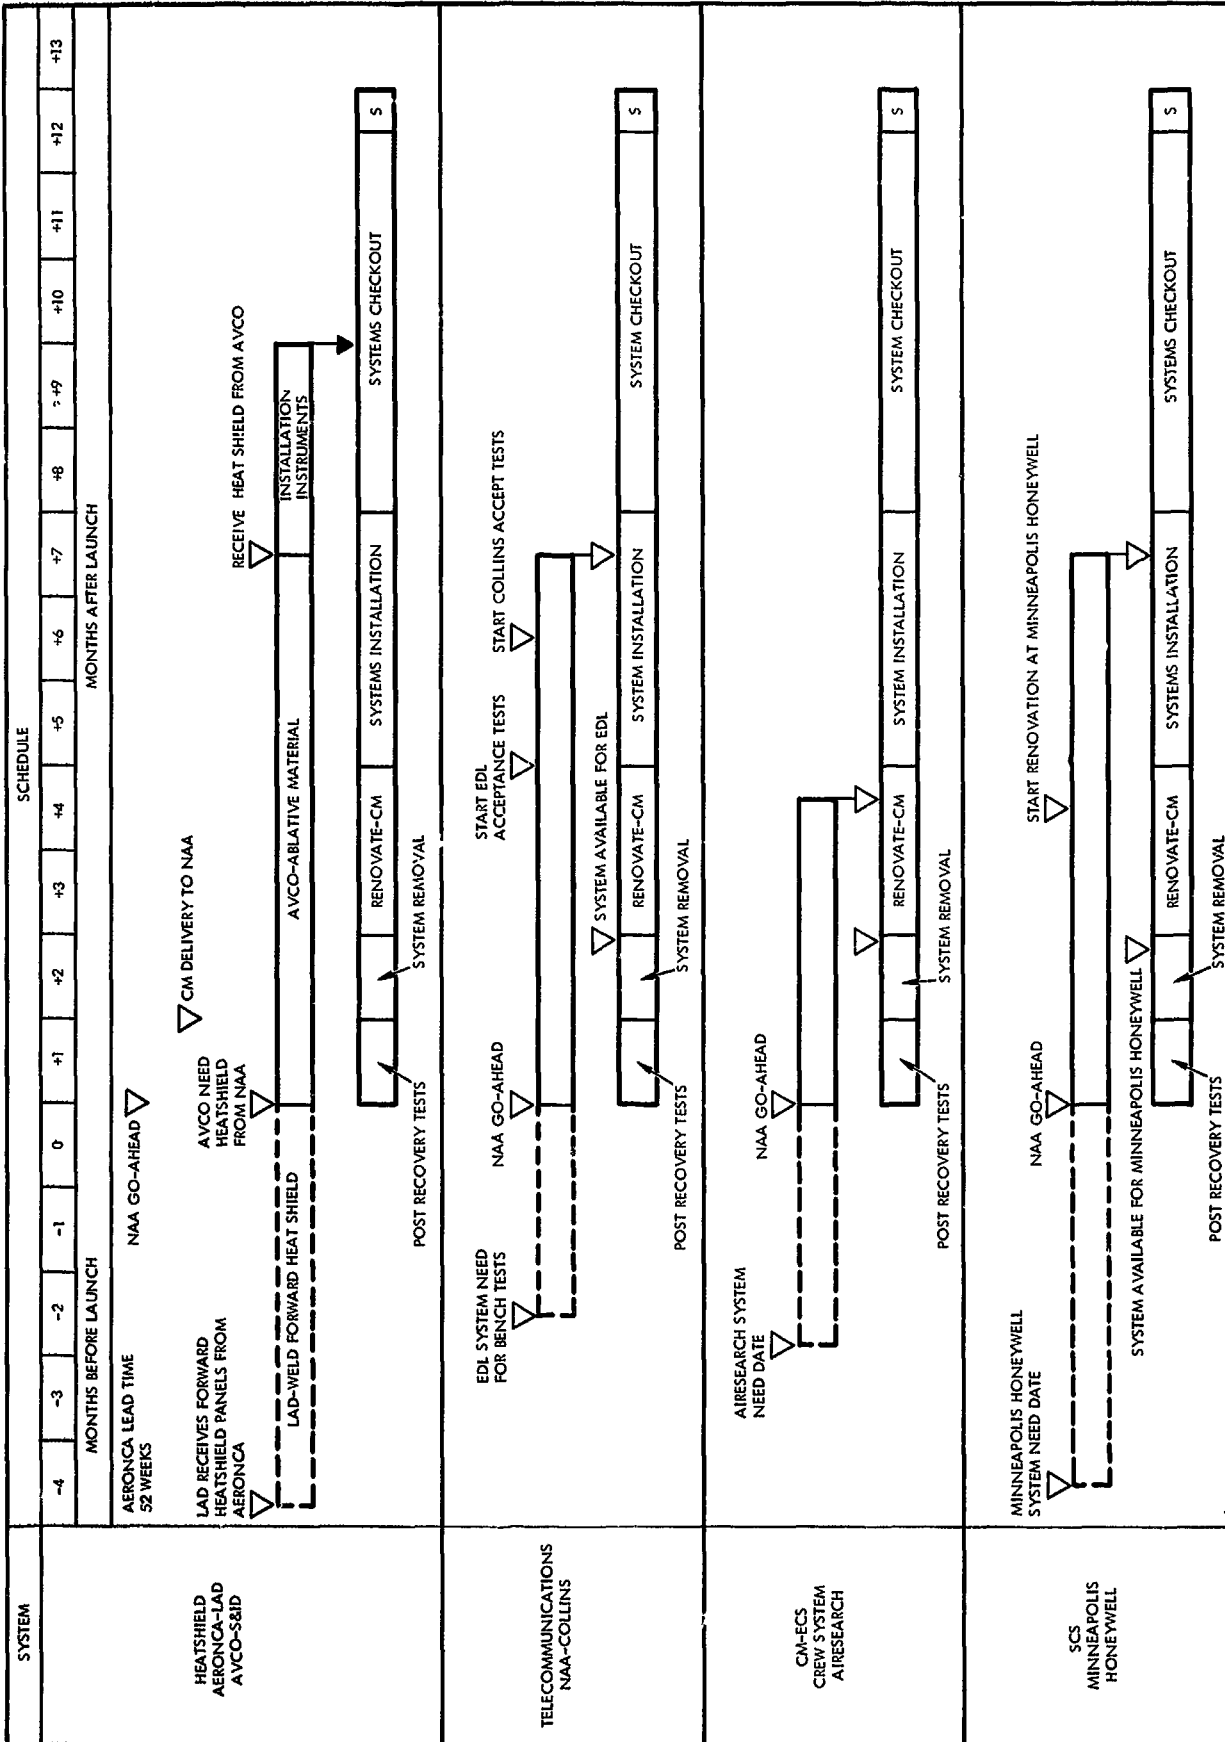 SYSTEM
SCHEDULE
-4 -3 -2 -1 0 +1 +2 +3 +4 +5 +6 +7 +8 +9 +10 +11 +12 +13
MONTHS BEFORE LAUNCH
MONTHS AFTER LAUNCH
HEATSHIELD
AERONCA-LAD
AVCO-S&ID
AERONCA LEAD TIME
52 WEEKS
NAA GO-AHEAD
LAD RECEIVES FORWARD
HEATSHIELD PANELS FROM
AERONCA
AVCO NEED
HEATSHIELD
FROM NAA
CM DELIVERY TO NAA
RECEIVE HEAT SHIELD FROM AVCO
LAD-WELD FORWARD HEAT SHIELD
AVCO-ABLATIVE MATERIAL
INSTALLATION
INSTRUMENTS
RENOVATE-CM
SYSTEMS INSTALLATION
SYSTEMS CHECKOUT
S
POST RECOVERY TESTS
SYSTEM REMOVAL
TELECOMMUNICATIONS
NAA-COLLINS
EDL SYSTEM NEED
FOR BENCH TESTS
NAA GO-AHEAD
START EDL
ACCEPTANCE TESTS
START COLLINS ACCEPT TESTS
SYSTEM AVAILABLE FOR EDL
RENOVATE-CM
SYSTEM INSTALLATION
SYSTEM CHECKOUT
S
POST RECOVERY TESTS
SYSTEM REMOVAL
CM-ECS
CREW SYSTEM
AIRESEARCH
AIRESEARCH SYSTEM
NEED DATE
NAA GO-AHEAD
RENOVATE-CM
SYSTEM INSTALLATION
SYSTEM CHECKOUT
S
POST RECOVERY TESTS
SYSTEM REMOVAL
SCS
MINNEAPOLIS
HONEYWELL
MINNEAPOLIS HONEYWELL
SYSTEM NEED DATE
NAA GO-AHEAD
START RENOVATION AT MINNEAPOLIS HONEYWELL
SYSTEM AVAILABLE FOR MINNEAPOLIS HONEYWELL
RENOVATE-CM
SYSTEMS INSTALLATION
SYSTEMS CHECKOUT
S
POST RECOVERY TESTS
SYSTEM REMOVAL